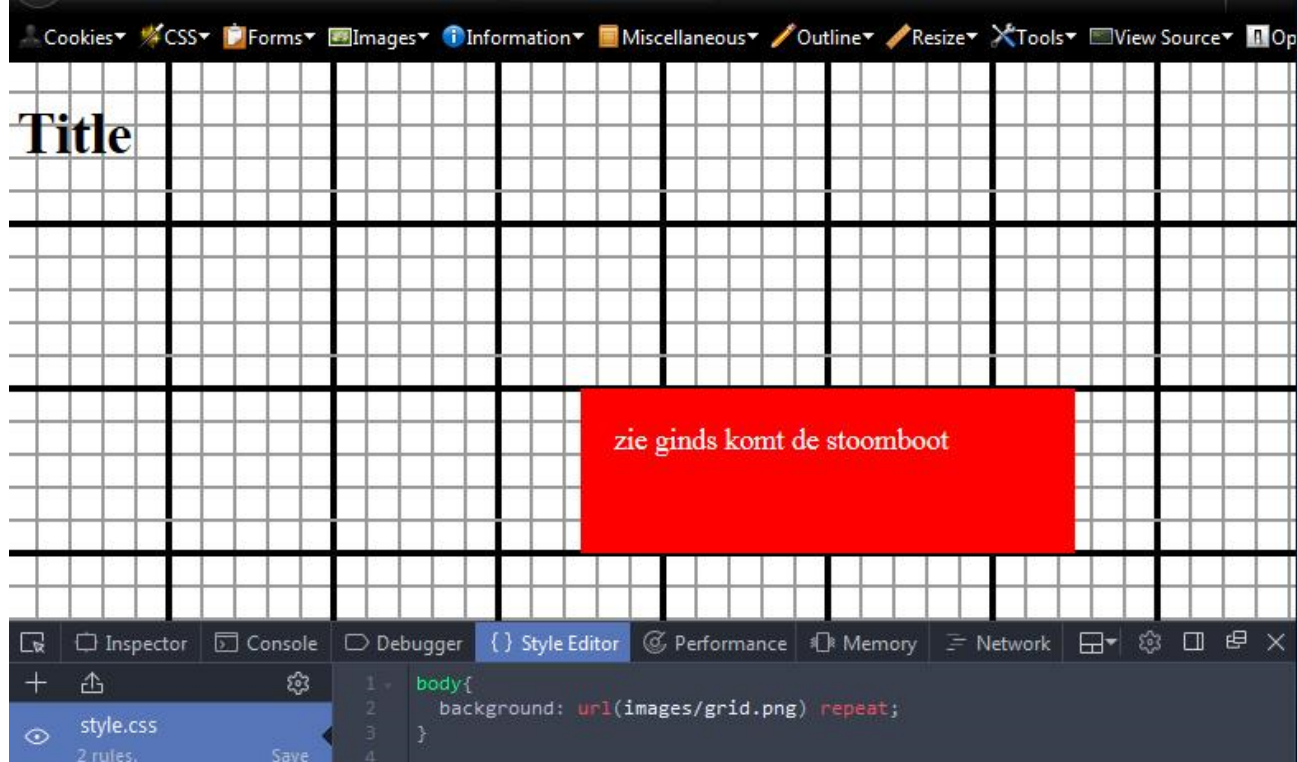 Cookies CSS Forms Images Information Miscellaneous Outline Resize Tools View Source Op
Title
zie ginds komt de stoomboot
Inspector Console Debugger { } Style Editor Performance Memory Network
1 body{
style.css 2 background: url(images/grid.png) repeat;
2 rules. Save 3 }
4